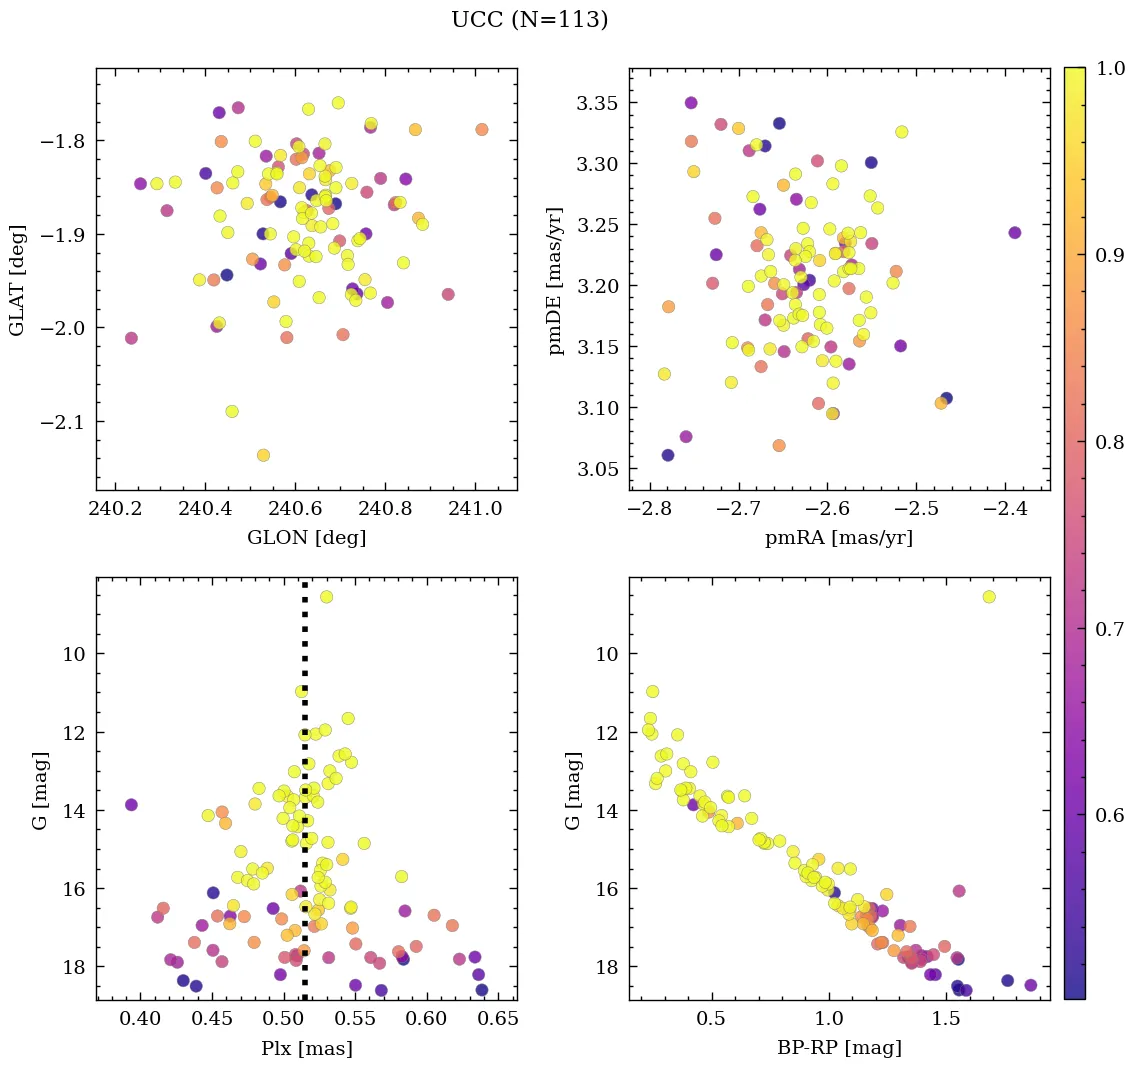 UCC (N=113)
−1.8
−1.9
−2.0
−2.1
GLAT [deg]
240.2 240.4 240.6 240.8 241.0
GLON [deg]
3.35
3.30
3.25
3.20
3.15
3.10
3.05
pmDE [mas/yr]
−2.8 −2.7 −2.6 −2.5 −2.4
pmRA [mas/yr]
10
12
14
16
18
G [mag]
0.40 0.45 0.50 0.55 0.60 0.65
Plx [mas]
10
12
14
16
18
G [mag]
0.5 1.0 1.5
BP-RP [mag]
1.0
0.9
0.8
0.7
0.6